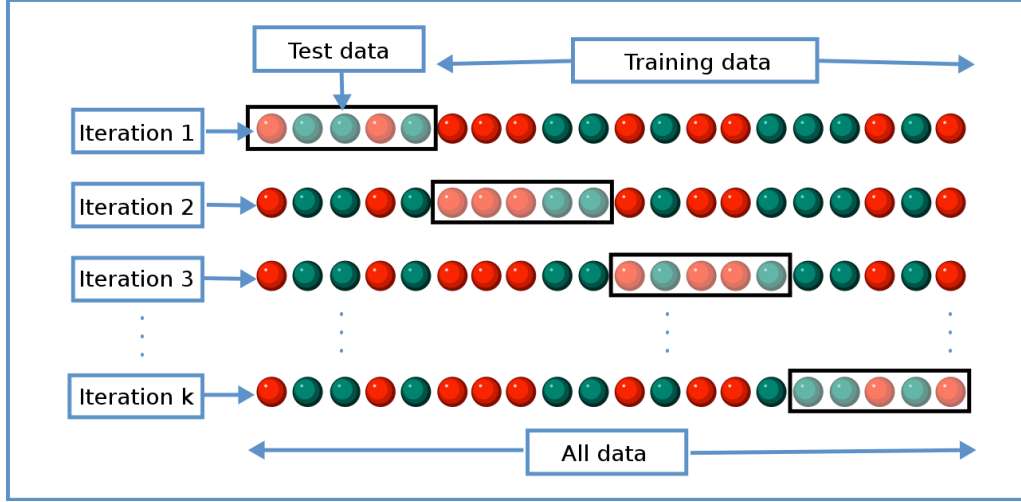 Test data
Training data
Iteration 1
Iteration 2
Iteration 3
Iteration k
All data